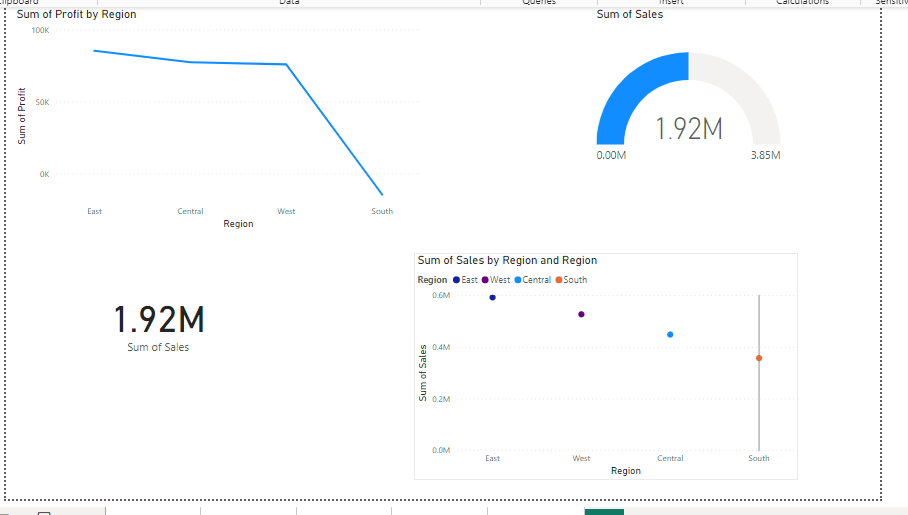 Clipboard
Data
Queries
Insert
Calculations
Sum of Profit by Region
100K
50K
0K
Sum of Profit
East
Central
West
South
Region
Sum of Sales
1.92M
0.00M
3.85M
1.92M
Sum of Sales
Sum of Sales by Region and Region
Region East West Central South
0.6M
0.4M
0.2M
0.0M
Sum of Sales
East
West
Central
South
Region